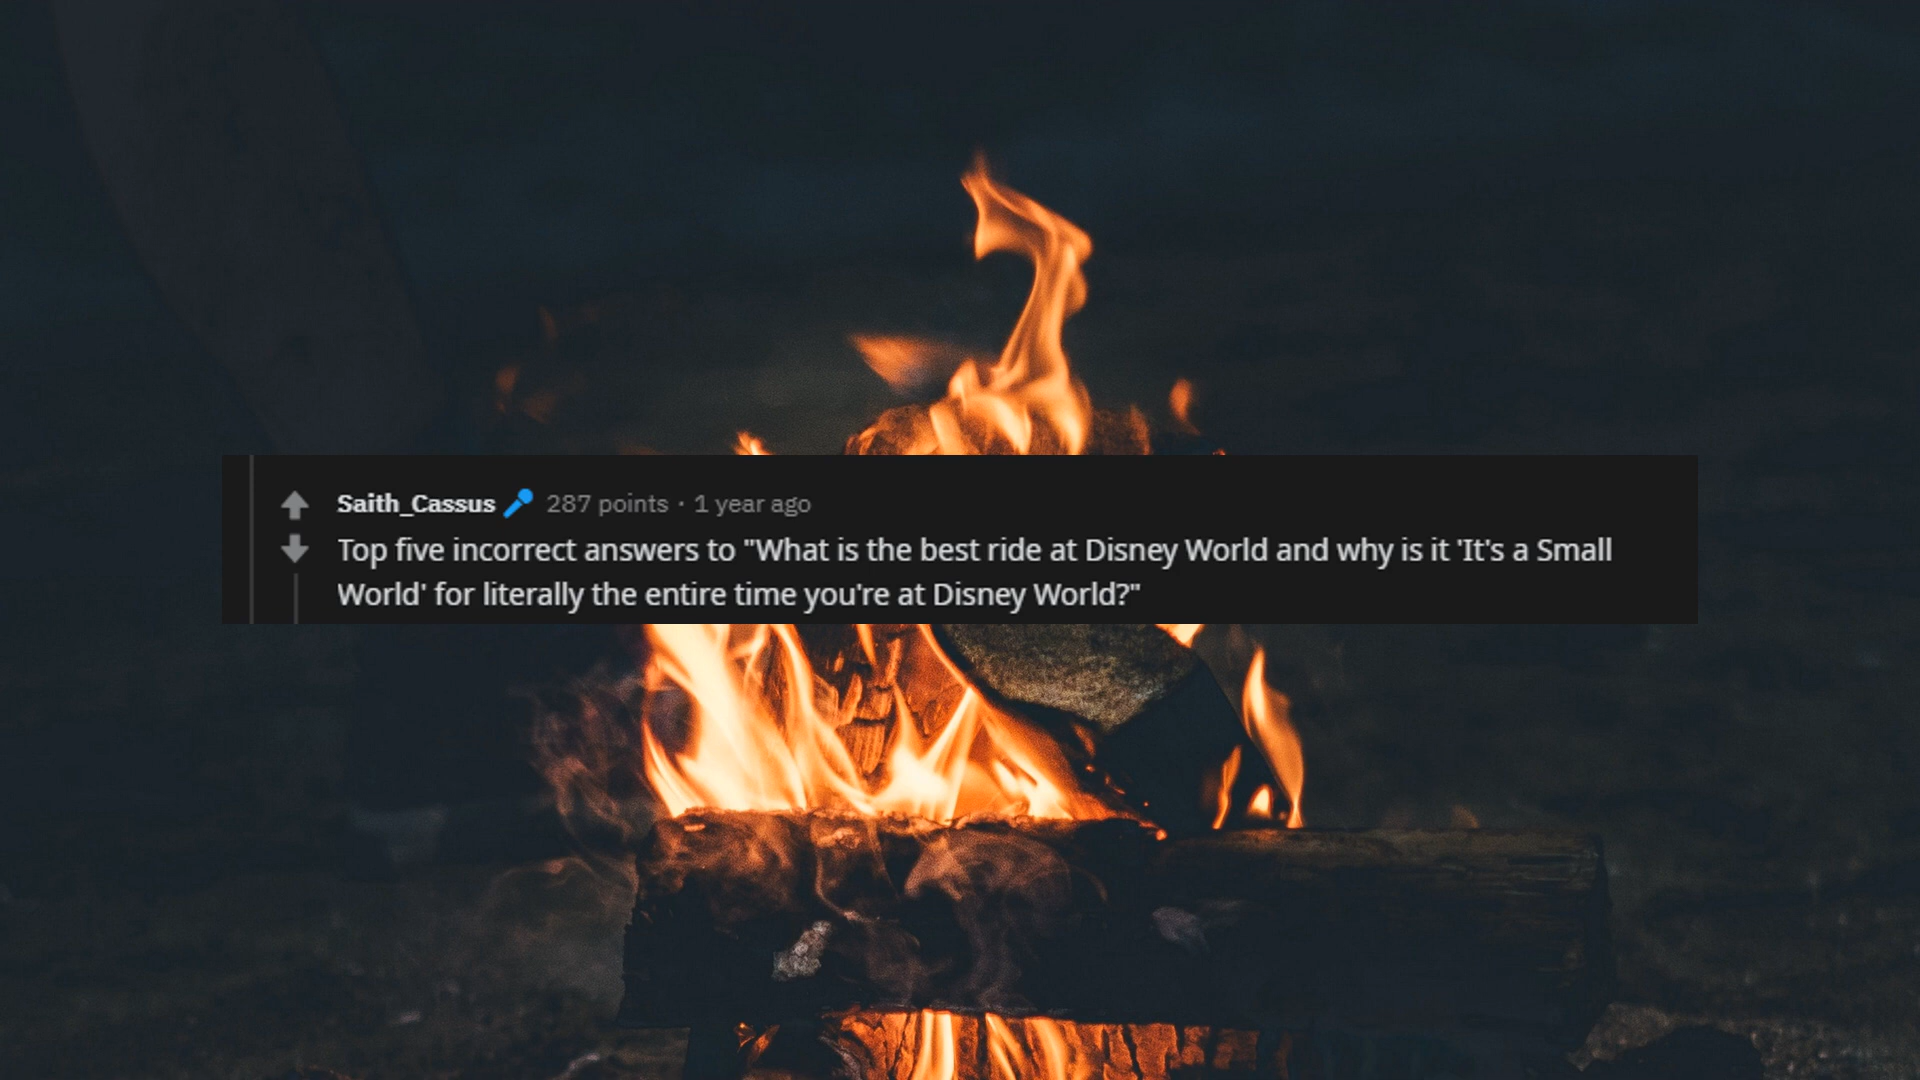 Saith_Cassus 287 points · 1 year ago
Top five incorrect answers to "What is the best ride at Disney World and why is it 'It's a Small
World' for literally the entire time you're at Disney World?"